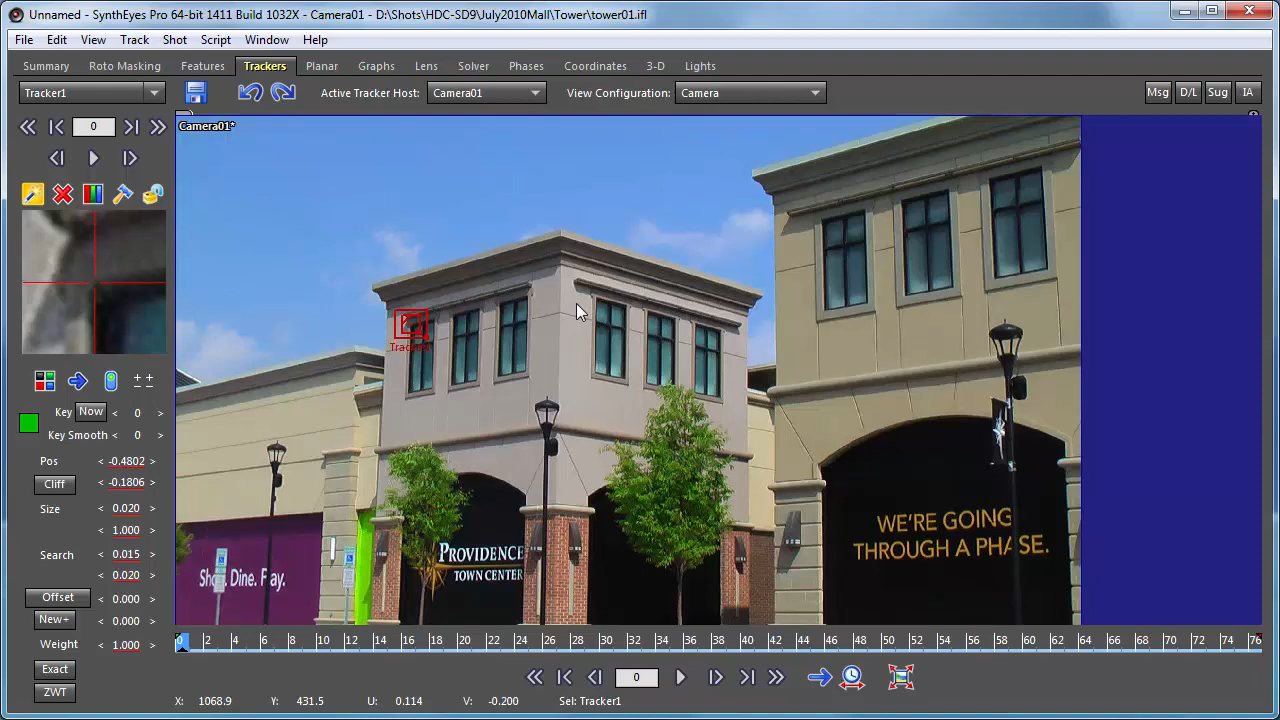 Unnamed - SynthEyes Pro 64-bit 1411 Build 1032X - Camera01 - D:\Shots\HDC-SD9\July2010Mall\Tower\tower01.ifl
File Edit View Track Shot Script Window Help
Summary Roto Masking Features Trackers Planar Graphs Lens Solver Phases Coordinates 3-D Lights
Tracker1 Active Tracker Host: Camera01 View Configuration: Camera Msg D/L Sug IA
0
Camera01*
Tracker1
Key Now < 0 >
Key Smooth < 0 >
Pos < -0.4802 >
Cliff < -0.1806 >
Size < 0.020 >
< 1.000 >
Search < 0.015 >
< 0.020 >
Offset < 0.000 >
New+ < 0.000 >
Weight < 1.000 >
Exact
ZWT
WE'RE GOING
THROUGH A PHASE.
PROVIDENCE
TOWN CENTER
Shop. Dine. Play.
0 2 4 6 8 10 12 14 16 18 20 22 24 26 28 30 32 34 36 38 40 42 44 46 48 50 52 54 56 58 60 62 64 66 68 70 72 74 76
0
X: 1068.9 Y: 431.5 U: 0.114 V: -0.200 Sel: Tracker1